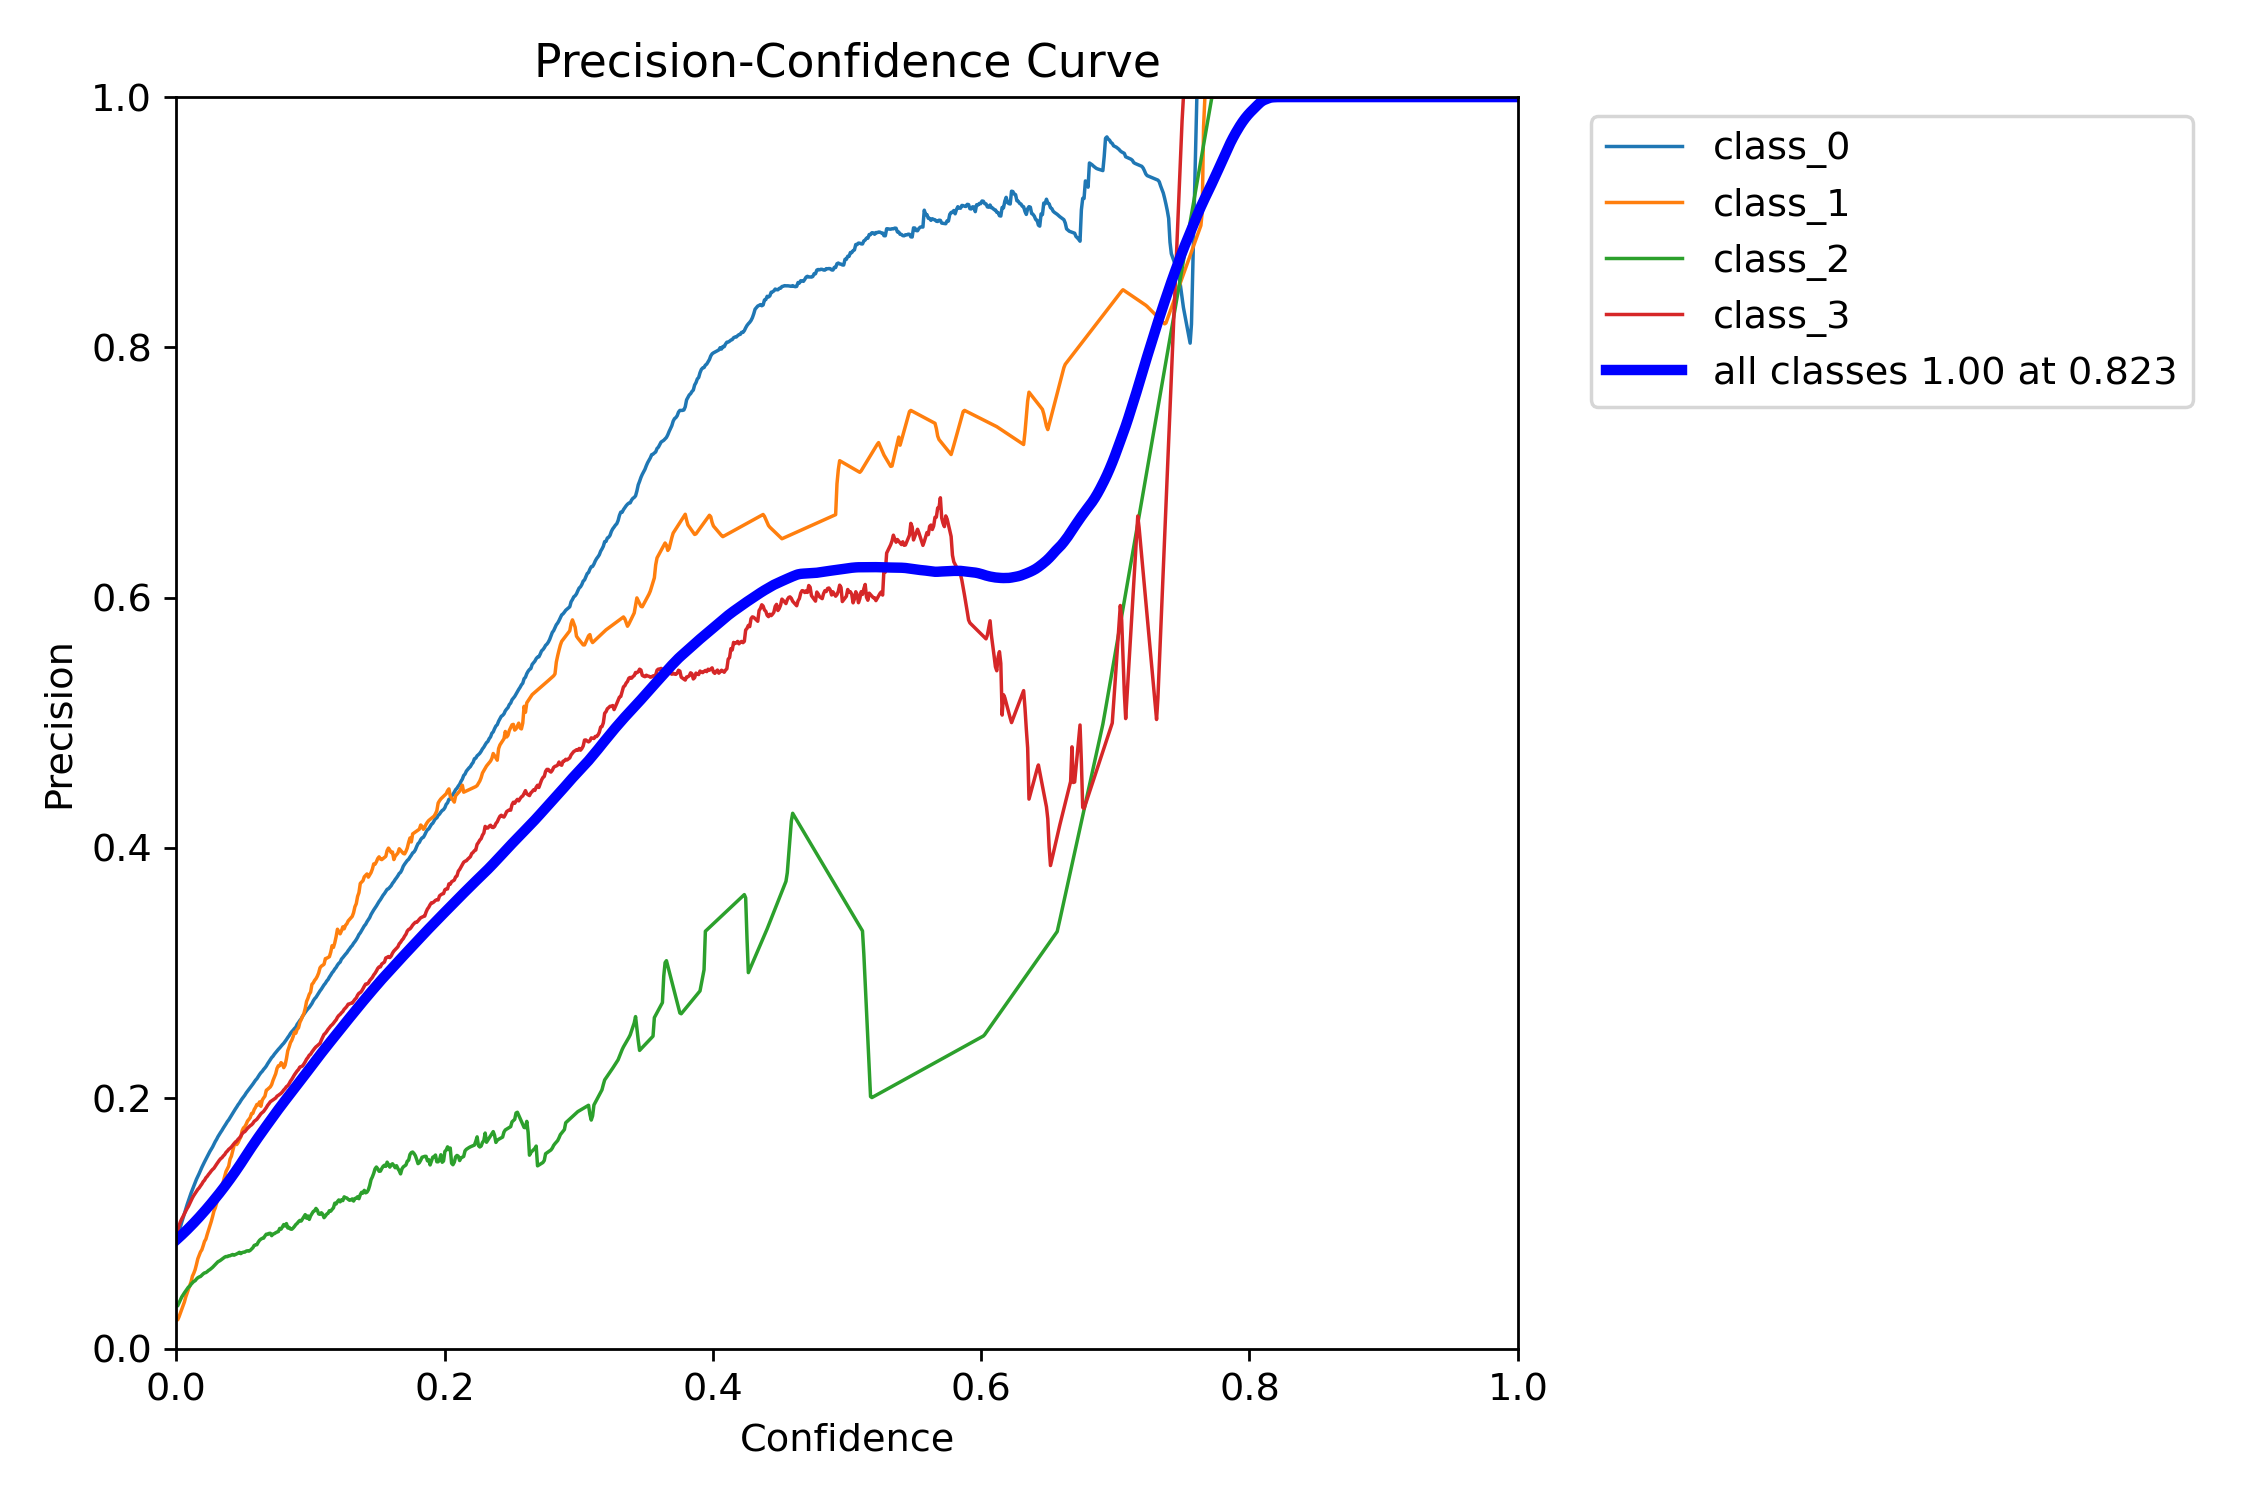 Precision-Confidence Curve
1.0
0.8
0.6
0.4
0.2
0.0
Precision
0.0 0.2 0.4 0.6 0.8 1.0
Confidence
class_0
class_1
class_2
class_3
all classes 1.00 at 0.823